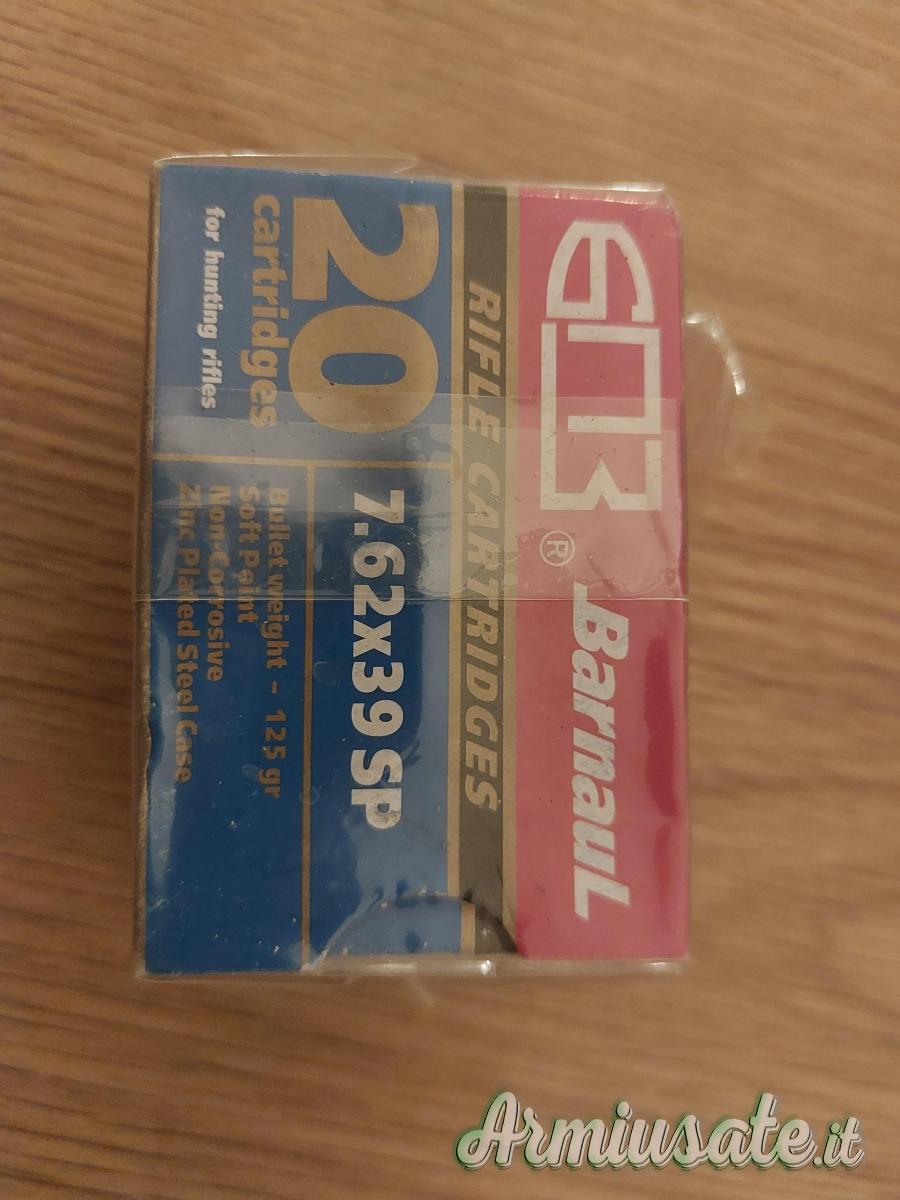 БПЗ® BarnauL
RIFLE CARTRIDGES
20
cartridges
for hunting rifles
7.62x39 SP
Bullet weight - 125 gr
Soft Point
Non-Corrosive
Zinc Plated Steel Case
Armiusate.it